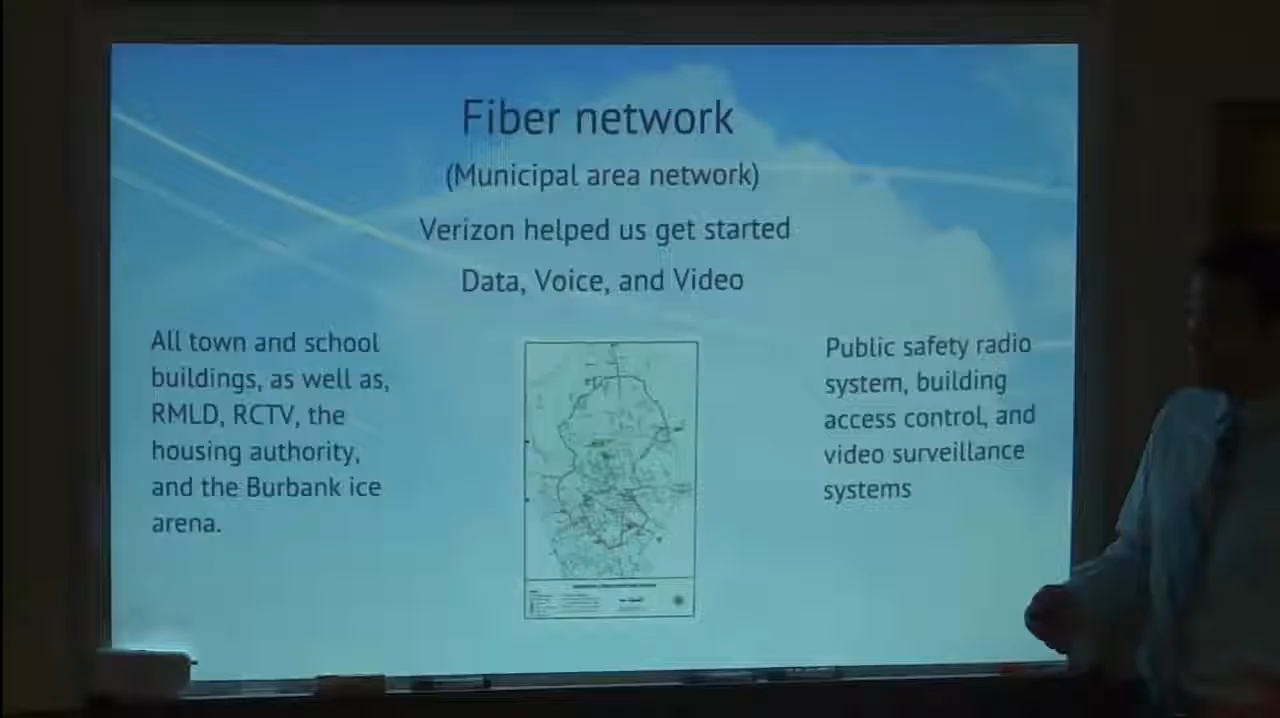 Fiber network
(Municipal area network)
Verizon helped us get started
Data, Voice, and Video
All town and school
buildings, as well as,
RMLD, RCTV, the
housing authority,
and the Burbank ice
arena.
Public safety radio
system, building
access control, and
video surveillance
systems